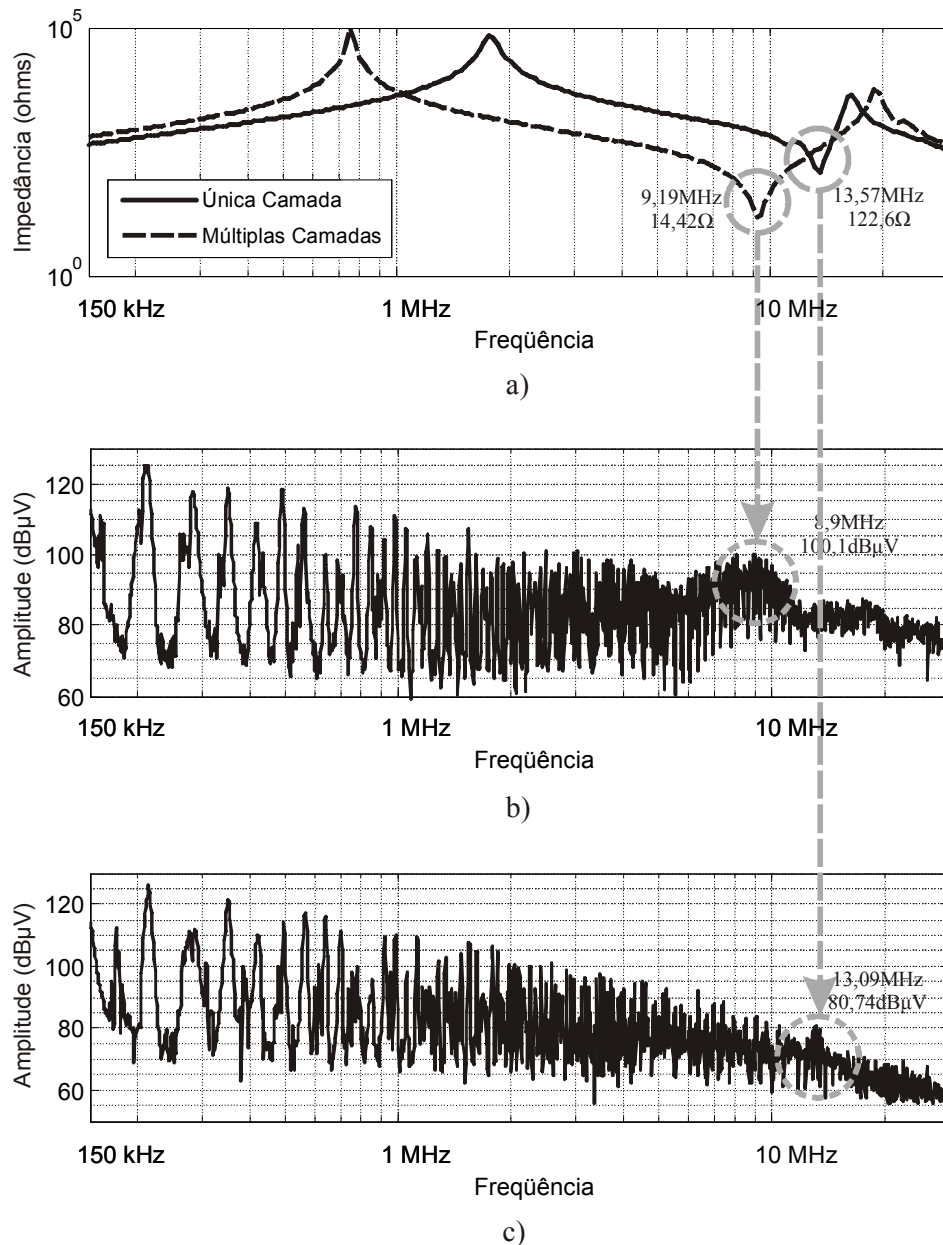 10^5
Impedância (ohms)
Única Camada
Múltiplas Camadas
9,19MHz
14,42Ω
13,57MHz
122,6Ω
10^0
150 kHz
1 MHz
10 MHz
Freqüência
a)
Amplitude (dBµV)
120
100
80
60
8,9MHz
100,1dBµV
150 kHz
1 MHz
10 MHz
Freqüência
b)
Amplitude (dBµV)
120
100
80
60
13,09MHz
80,74dBµV
150 kHz
1 MHz
10 MHz
Freqüência
c)